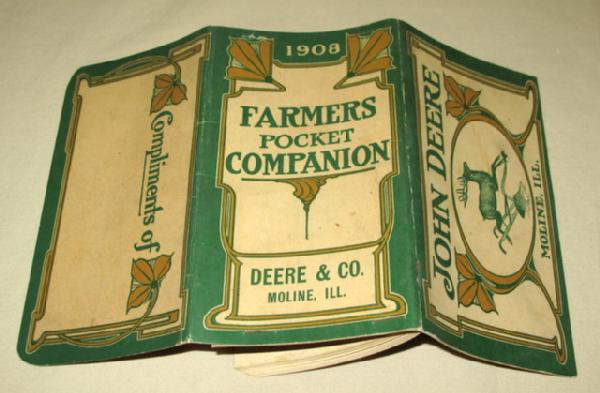 Compliments of
1908
FARMERS
POCKET
COMPANION
DEERE & CO.
MOLINE, ILL.
JOHN DEERE
MOLINE, ILL.